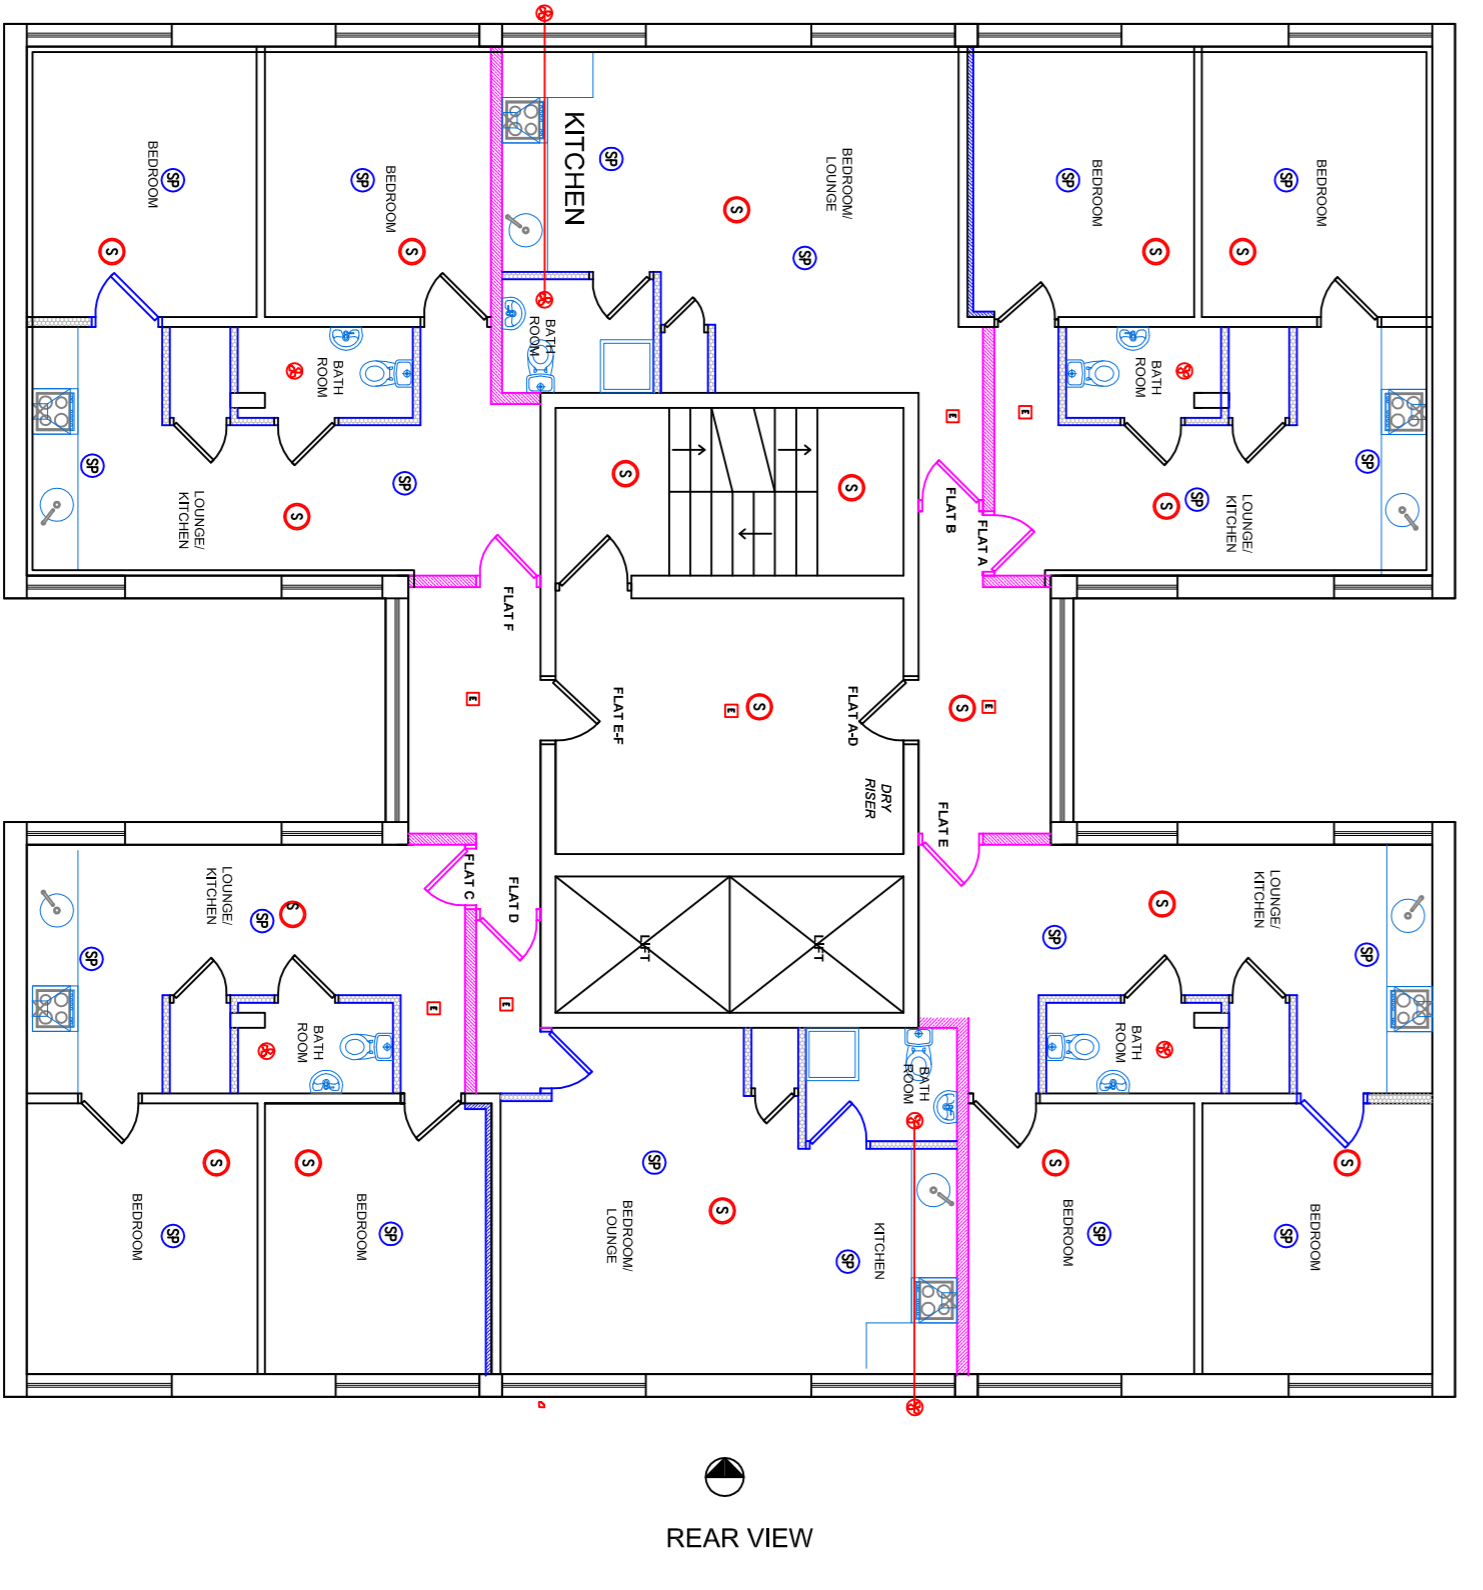 BEDROOM
SP
S
BEDROOM
SP
S
KITCHEN
SP
BEDROOM/
LOUNGE
S
SP
BEDROOM
SP
S
BEDROOM
SP
S
BATH
ROOM
BATH
ROOM
BATH
ROOM
E
E
SP
SP
LOUNGE/
KITCHEN
S
S
S
FLAT B
FLAT A
S
SP
LOUNGE/
KITCHEN
SP
FLAT F
E
FLAT E-F
E
S
FLAT A-D
S
E
DRY
RISER
FLAT E
LOUNGE/
KITCHEN
SP
S
SP
FLAT C
FLAT D
LIFT
LIFT
S
SP
LOUNGE/
KITCHEN
SP
E
E
BATH
ROOM
BATH
ROOM
BATH
ROOM
S
S
BEDROOM
SP
BEDROOM
SP
SP
S
BEDROOM/
LOUNGE
KITCHEN
SP
S
BEDROOM
SP
S
BEDROOM
SP
REAR VIEW